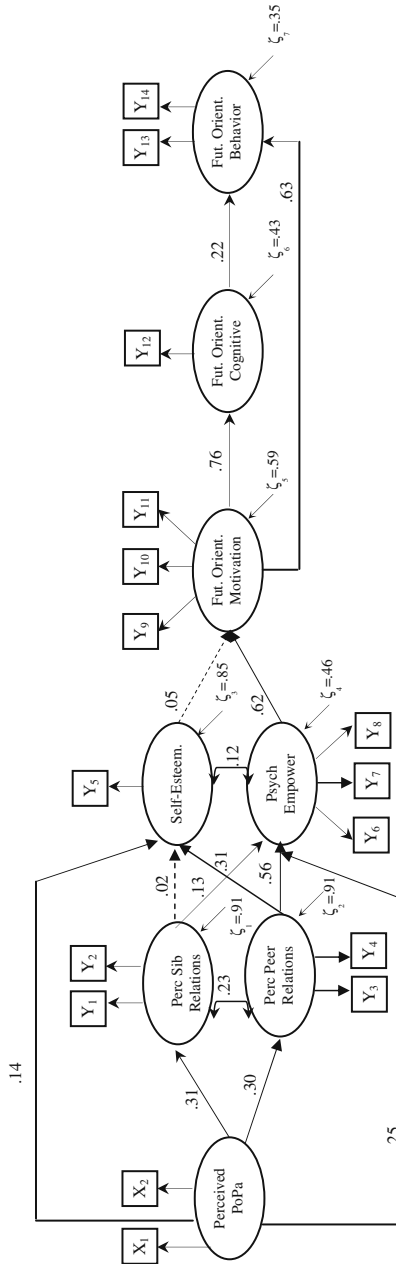 .14
X1
X2
Perceived
PoPa
.31
.30
.25
Y1
Y2
Perc Sib
Relations
ζ1=.91
.23
Perc Peer
Relations
ζ2=.91
Y3
Y4
.02
.13
.31
.56
Y5
Self-Esteem.
ζ3=.85
.12
Psych
Empower
ζ4=.46
Y6
Y7
Y8
.05
.62
Y9
Y10
Y11
Fut. Orient.
Motivation
ζ5=.59
.76
Y12
Fut. Orient.
Cognitive
ζ6=.43
.22
.63
Y13
Y14
Fut. Orient.
Behavior
ζ7=.35